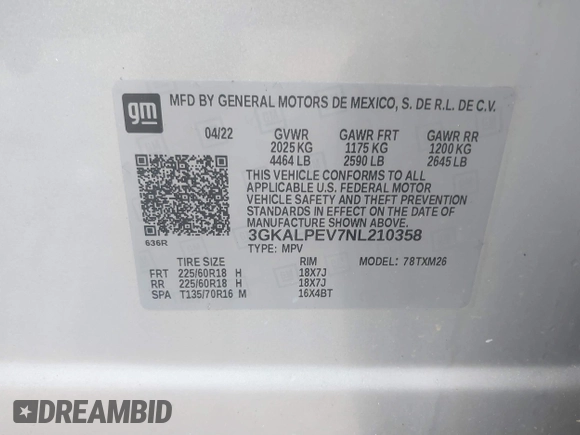 gm
MFD BY GENERAL MOTORS DE MEXICO, S. DE R.L. DE C.V.
04/22 GVWR GAWR FRT GAWR RR
2025 KG 1175 KG 1200 KG
4464 LB 2590 LB 2645 LB
THIS VEHICLE CONFORMS TO ALL
APPLICABLE U.S. FEDERAL MOTOR
VEHICLE SAFETY AND THEFT PREVENTION
STANDARDS IN EFFECT ON THE DATE OF
MANUFACTURE SHOWN ABOVE.
3GKALPEV7NL210358
636R
TYPE: MPV
TIRE SIZE RIM MODEL: 78TXM26
FRT 225/60R18 H 18X7J
RR 225/60R18 H 18X7J
SPA T135/70R16 M 16X4BT
DREAMBID